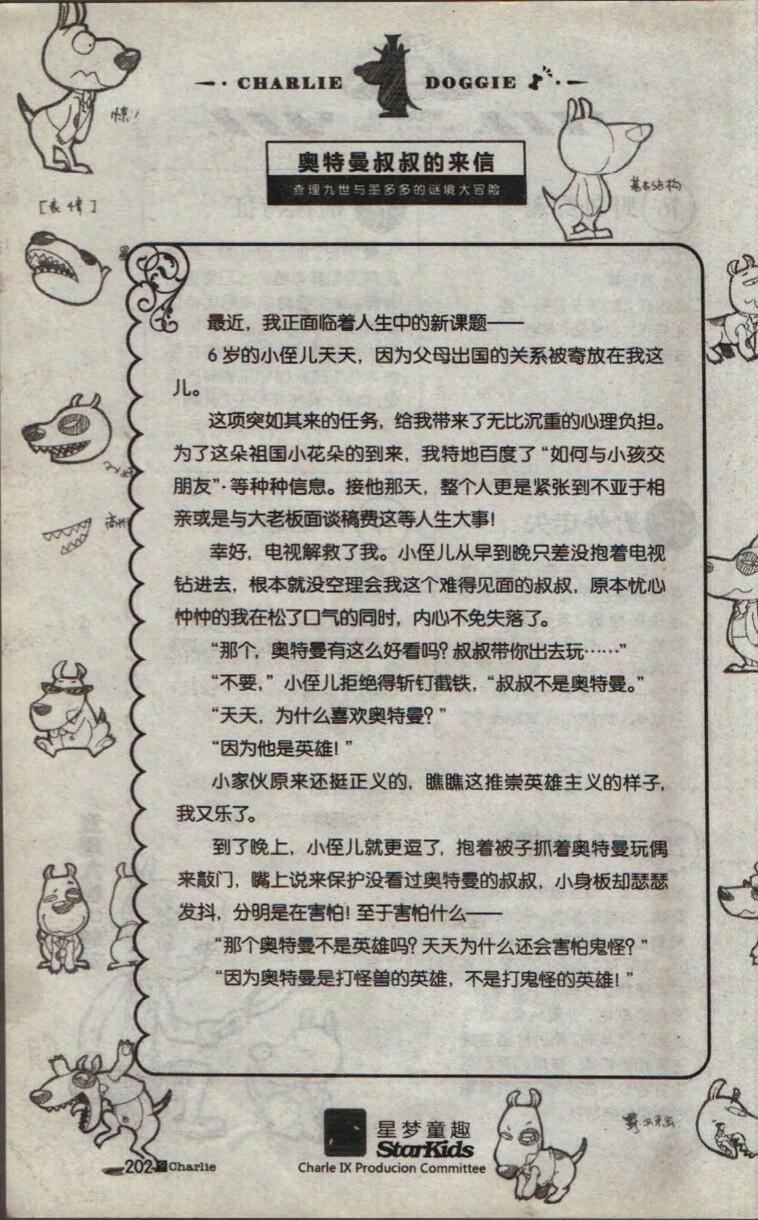 CHARLIE DOGGIE
惊!
奥特曼叔叔的来信
查理九世与墨多多的谜境大冒险
基本结构
[表情]
最近，我正面临着人生中的新课题——
6岁的小侄儿天天，因为父母出国的关系被寄放在我这
儿。
这项突如其来的任务，给我带来了无比沉重的心理负担。
为了这朵祖国小花朵的到来，我特地百度了“如何与小孩交
朋友”·等种种信息。接他那天，整个人更是紧张到不亚于相
亲或是与大老板面谈稿费这等人生大事!
幸好，电视解救了我。小侄儿从早到晚只差没抱着电视
钻进去，根本就没空理会我这个难得见面的叔叔，原本忧心
忡忡的我在松了口气的同时，内心不免失落了。
“那个，奥特曼有这么好看吗? 叔叔带你出去玩……”
“不要，”小侄儿拒绝得斩钉截铁，“叔叔不是奥特曼。”
“天天，为什么喜欢奥特曼? ”
“因为他是英雄! ”
小家伙原来还挺正义的，瞧瞧这推崇英雄主义的样子，
我又乐了。
到了晚上，小侄儿就更逗了，抱着被子抓着奥特曼玩偶
来敲门，嘴上说来保护没看过奥特曼的叔叔，小身板却瑟瑟
发抖，分明是在害怕! 至于害怕什么——
“那个奥特曼不是英雄吗? 天天为什么还会害怕鬼怪? ”
“因为奥特曼是打怪兽的英雄，不是打鬼怪的英雄! ”
星梦童趣
StarKids
Charle IX Producion Committee
202 Charlie